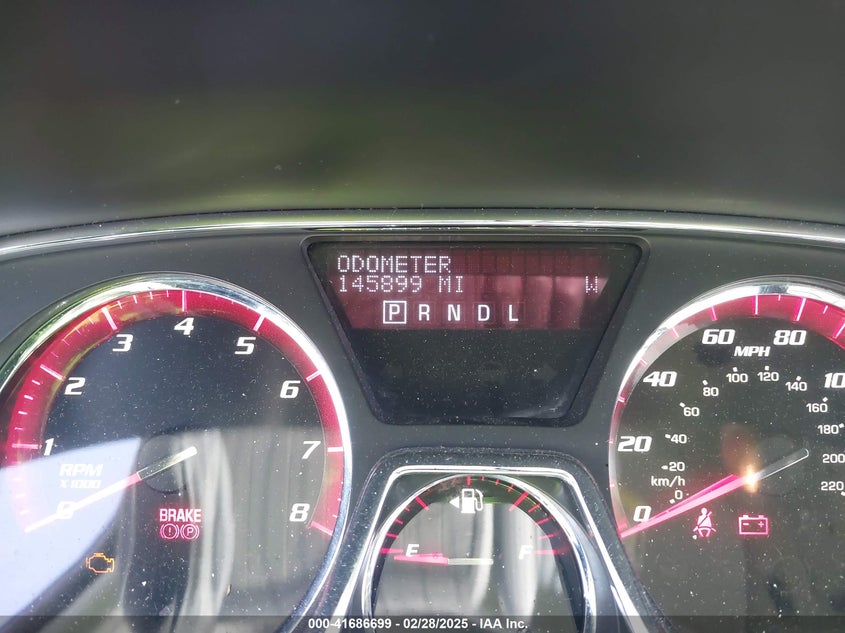 ODOMETER
145899 MI W
P R N D L
0 1 2 3 4 5 6 7 8
RPM
X1000
BRAKE
(!) (P)
E F
0 20 40 60 80 10
MPH
0 20 40 60 80 100 120 140 160 180 200 220
km/h
000-41686699 - 02/28/2025 - IAA Inc.